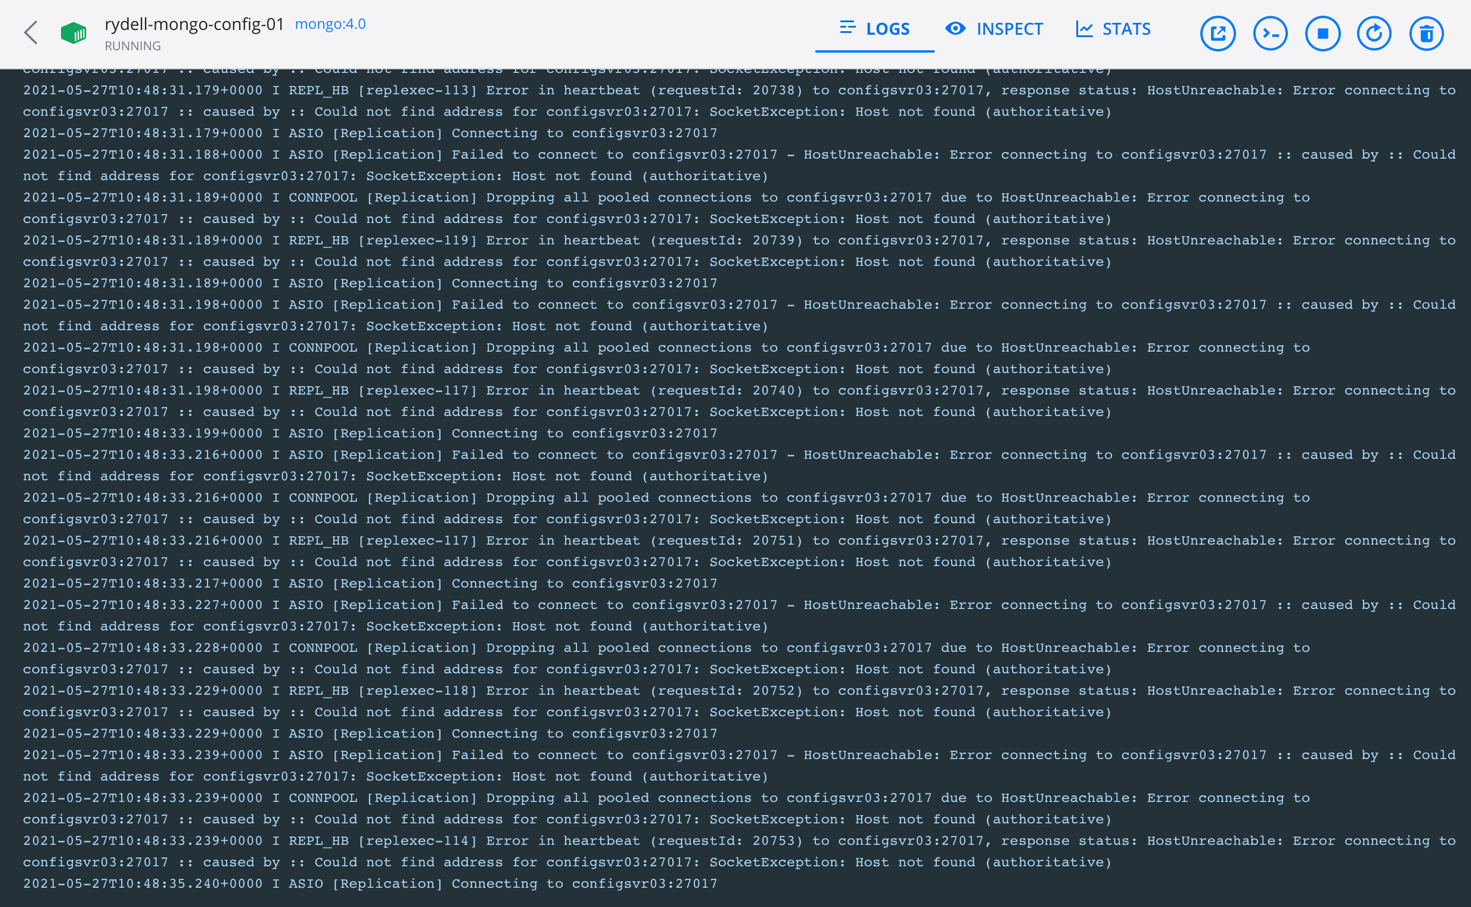 rydell-mongo-config-01 mongo:4.0
RUNNING
LOGS INSPECT STATS
configsvr03:27017 :: caused by :: Could not find address for configsvr03:27017: SocketException: Host not found (authoritative)
2021-05-27T10:48:31.179+0000 I REPL_HB [replexec-113] Error in heartbeat (requestId: 20738) to configsvr03:27017, response status: HostUnreachable: Error connecting to
configsvr03:27017 :: caused by :: Could not find address for configsvr03:27017: SocketException: Host not found (authoritative)
2021-05-27T10:48:31.179+0000 I ASIO [Replication] Connecting to configsvr03:27017
2021-05-27T10:48:31.188+0000 I ASIO [Replication] Failed to connect to configsvr03:27017 - HostUnreachable: Error connecting to configsvr03:27017 :: caused by :: Could
not find address for configsvr03:27017: SocketException: Host not found (authoritative)
2021-05-27T10:48:31.189+0000 I CONNPOOL [Replication] Dropping all pooled connections to configsvr03:27017 due to HostUnreachable: Error connecting to
configsvr03:27017 :: caused by :: Could not find address for configsvr03:27017: SocketException: Host not found (authoritative)
2021-05-27T10:48:31.189+0000 I REPL_HB [replexec-119] Error in heartbeat (requestId: 20739) to configsvr03:27017, response status: HostUnreachable: Error connecting to
configsvr03:27017 :: caused by :: Could not find address for configsvr03:27017: SocketException: Host not found (authoritative)
2021-05-27T10:48:31.189+0000 I ASIO [Replication] Connecting to configsvr03:27017
2021-05-27T10:48:31.198+0000 I ASIO [Replication] Failed to connect to configsvr03:27017 - HostUnreachable: Error connecting to configsvr03:27017 :: caused by :: Could
not find address for configsvr03:27017: SocketException: Host not found (authoritative)
2021-05-27T10:48:31.198+0000 I CONNPOOL [Replication] Dropping all pooled connections to configsvr03:27017 due to HostUnreachable: Error connecting to
configsvr03:27017 :: caused by :: Could not find address for configsvr03:27017: SocketException: Host not found (authoritative)
2021-05-27T10:48:31.198+0000 I REPL_HB [replexec-117] Error in heartbeat (requestId: 20740) to configsvr03:27017, response status: HostUnreachable: Error connecting to
configsvr03:27017 :: caused by :: Could not find address for configsvr03:27017: SocketException: Host not found (authoritative)
2021-05-27T10:48:33.199+0000 I ASIO [Replication] Connecting to configsvr03:27017
2021-05-27T10:48:33.216+0000 I ASIO [Replication] Failed to connect to configsvr03:27017 - HostUnreachable: Error connecting to configsvr03:27017 :: caused by :: Could
not find address for configsvr03:27017: SocketException: Host not found (authoritative)
2021-05-27T10:48:33.216+0000 I CONNPOOL [Replication] Dropping all pooled connections to configsvr03:27017 due to HostUnreachable: Error connecting to
configsvr03:27017 :: caused by :: Could not find address for configsvr03:27017: SocketException: Host not found (authoritative)
2021-05-27T10:48:33.216+0000 I REPL_HB [replexec-117] Error in heartbeat (requestId: 20751) to configsvr03:27017, response status: HostUnreachable: Error connecting to
configsvr03:27017 :: caused by :: Could not find address for configsvr03:27017: SocketException: Host not found (authoritative)
2021-05-27T10:48:33.217+0000 I ASIO [Replication] Connecting to configsvr03:27017
2021-05-27T10:48:33.227+0000 I ASIO [Replication] Failed to connect to configsvr03:27017 - HostUnreachable: Error connecting to configsvr03:27017 :: caused by :: Could
not find address for configsvr03:27017: SocketException: Host not found (authoritative)
2021-05-27T10:48:33.228+0000 I CONNPOOL [Replication] Dropping all pooled connections to configsvr03:27017 due to HostUnreachable: Error connecting to
configsvr03:27017 :: caused by :: Could not find address for configsvr03:27017: SocketException: Host not found (authoritative)
2021-05-27T10:48:33.229+0000 I REPL_HB [replexec-118] Error in heartbeat (requestId: 20752) to configsvr03:27017, response status: HostUnreachable: Error connecting to
configsvr03:27017 :: caused by :: Could not find address for configsvr03:27017: SocketException: Host not found (authoritative)
2021-05-27T10:48:33.229+0000 I ASIO [Replication] Connecting to configsvr03:27017
2021-05-27T10:48:33.239+0000 I ASIO [Replication] Failed to connect to configsvr03:27017 - HostUnreachable: Error connecting to configsvr03:27017 :: caused by :: Could
not find address for configsvr03:27017: SocketException: Host not found (authoritative)
2021-05-27T10:48:33.239+0000 I CONNPOOL [Replication] Dropping all pooled connections to configsvr03:27017 due to HostUnreachable: Error connecting to
configsvr03:27017 :: caused by :: Could not find address for configsvr03:27017: SocketException: Host not found (authoritative)
2021-05-27T10:48:33.239+0000 I REPL_HB [replexec-114] Error in heartbeat (requestId: 20753) to configsvr03:27017, response status: HostUnreachable: Error connecting to
configsvr03:27017 :: caused by :: Could not find address for configsvr03:27017: SocketException: Host not found (authoritative)
2021-05-27T10:48:35.240+0000 I ASIO [Replication] Connecting to configsvr03:27017